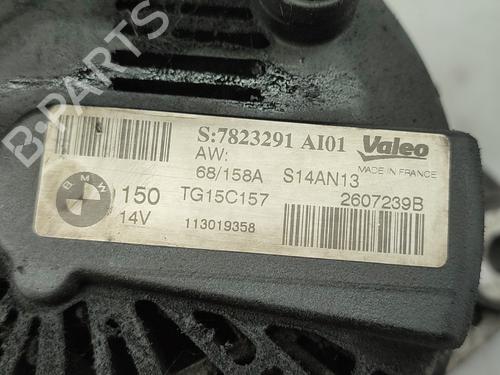 B-PARTS
S:7823291 AI01 Valeo
AW: MADE IN FRANCE
68/158A S14AN13
BMW 150 TG15C157 2607239B
14V 113019358